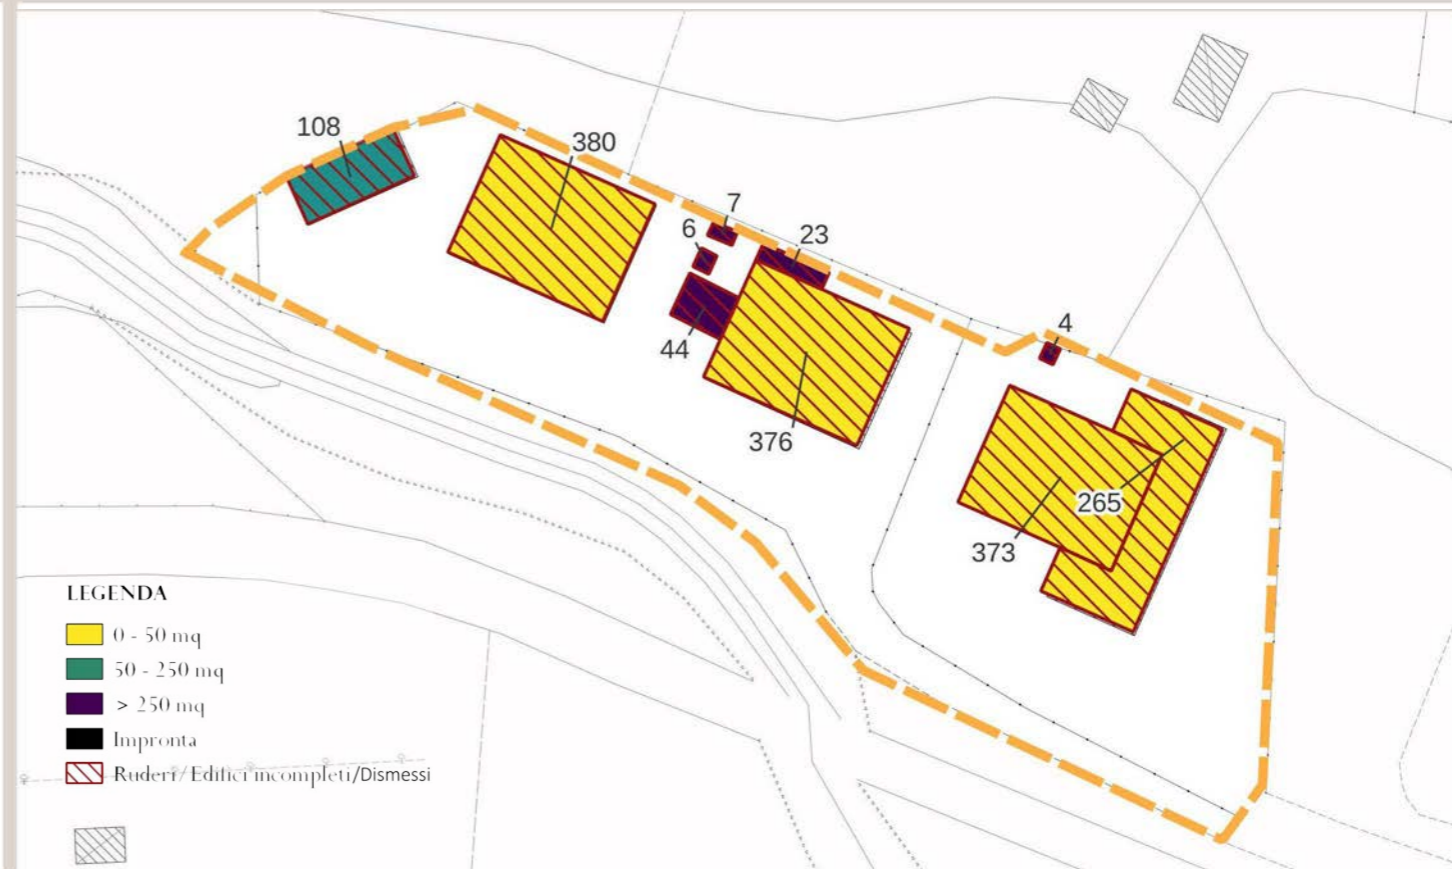 108
380
7
6
23
44
376
4
265
373
LEGENDA
0 - 50 mq
50 - 250 mq
> 250 mq
Impronta
Ruderi/Edifici incompleti/Dismessi